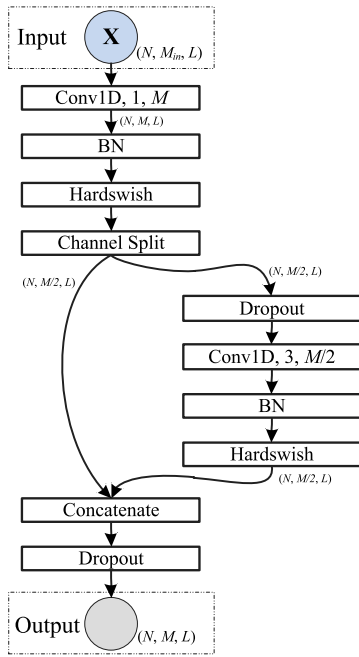 Input
X
(N, Min, L)
Conv1D, 1, M
(N, M, L)
BN
Hardswish
Channel Split
(N, M/2, L)
(N, M/2, L)
Dropout
Conv1D, 3, M/2
BN
Hardswish
(N, M/2, L)
Concatenate
Dropout
Output
(N, M, L)